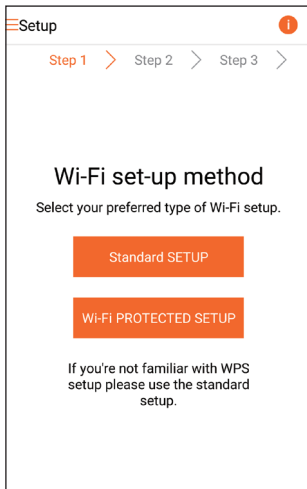 Setup i
Step 1 Step 2 Step 3
Wi-Fi set-up method
Select your preferred type of Wi-Fi setup.
Standard SETUP
Wi-Fi PROTECTED SETUP
If you're not familiar with WPS
setup please use the standard
setup.